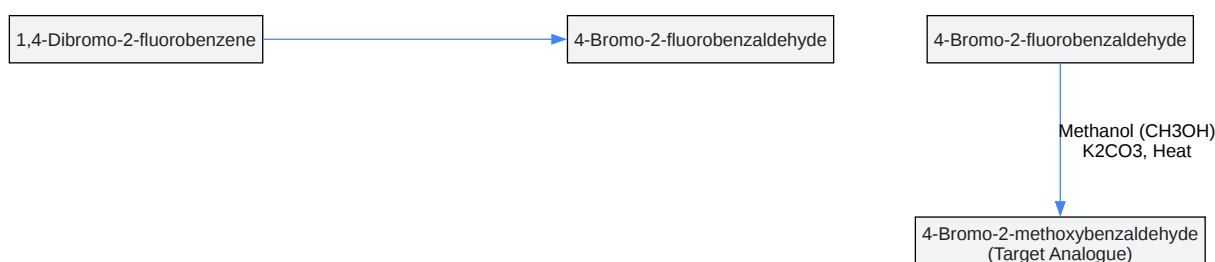 1,4-Dibromo-2-fluorobenzene
4-Bromo-2-fluorobenzaldehyde
4-Bromo-2-fluorobenzaldehyde
Methanol (CH3OH)
K2CO3, Heat
4-Bromo-2-methoxybenzaldehyde
(Target Analogue)